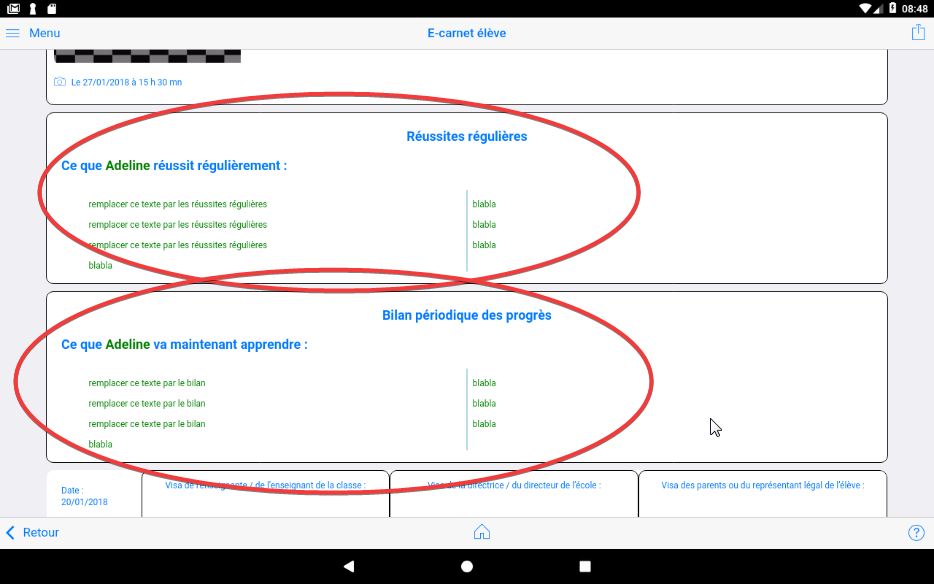 08:48
Menu
E-carnet élève
Le 27/01/2018 à 15 h 30 mn
Réussites régulières
Ce que Adeline réussit régulièrement :
remplacer ce texte par les réussites régulières
blabla
remplacer ce texte par les réussites régulières
blabla
remplacer ce texte par les réussites régulières
blabla
blabla
Bilan périodique des progrès
Ce que Adeline va maintenant apprendre :
remplacer ce texte par le bilan
blabla
remplacer ce texte par le bilan
blabla
remplacer ce texte par le bilan
blabla
blabla
Date :
20/01/2018
Visa de l'enseignante / de l'enseignant de la classe :
Visa de la directrice / du directeur de l'école :
Visa des parents ou du représentant légal de l'élève :
Retour
?